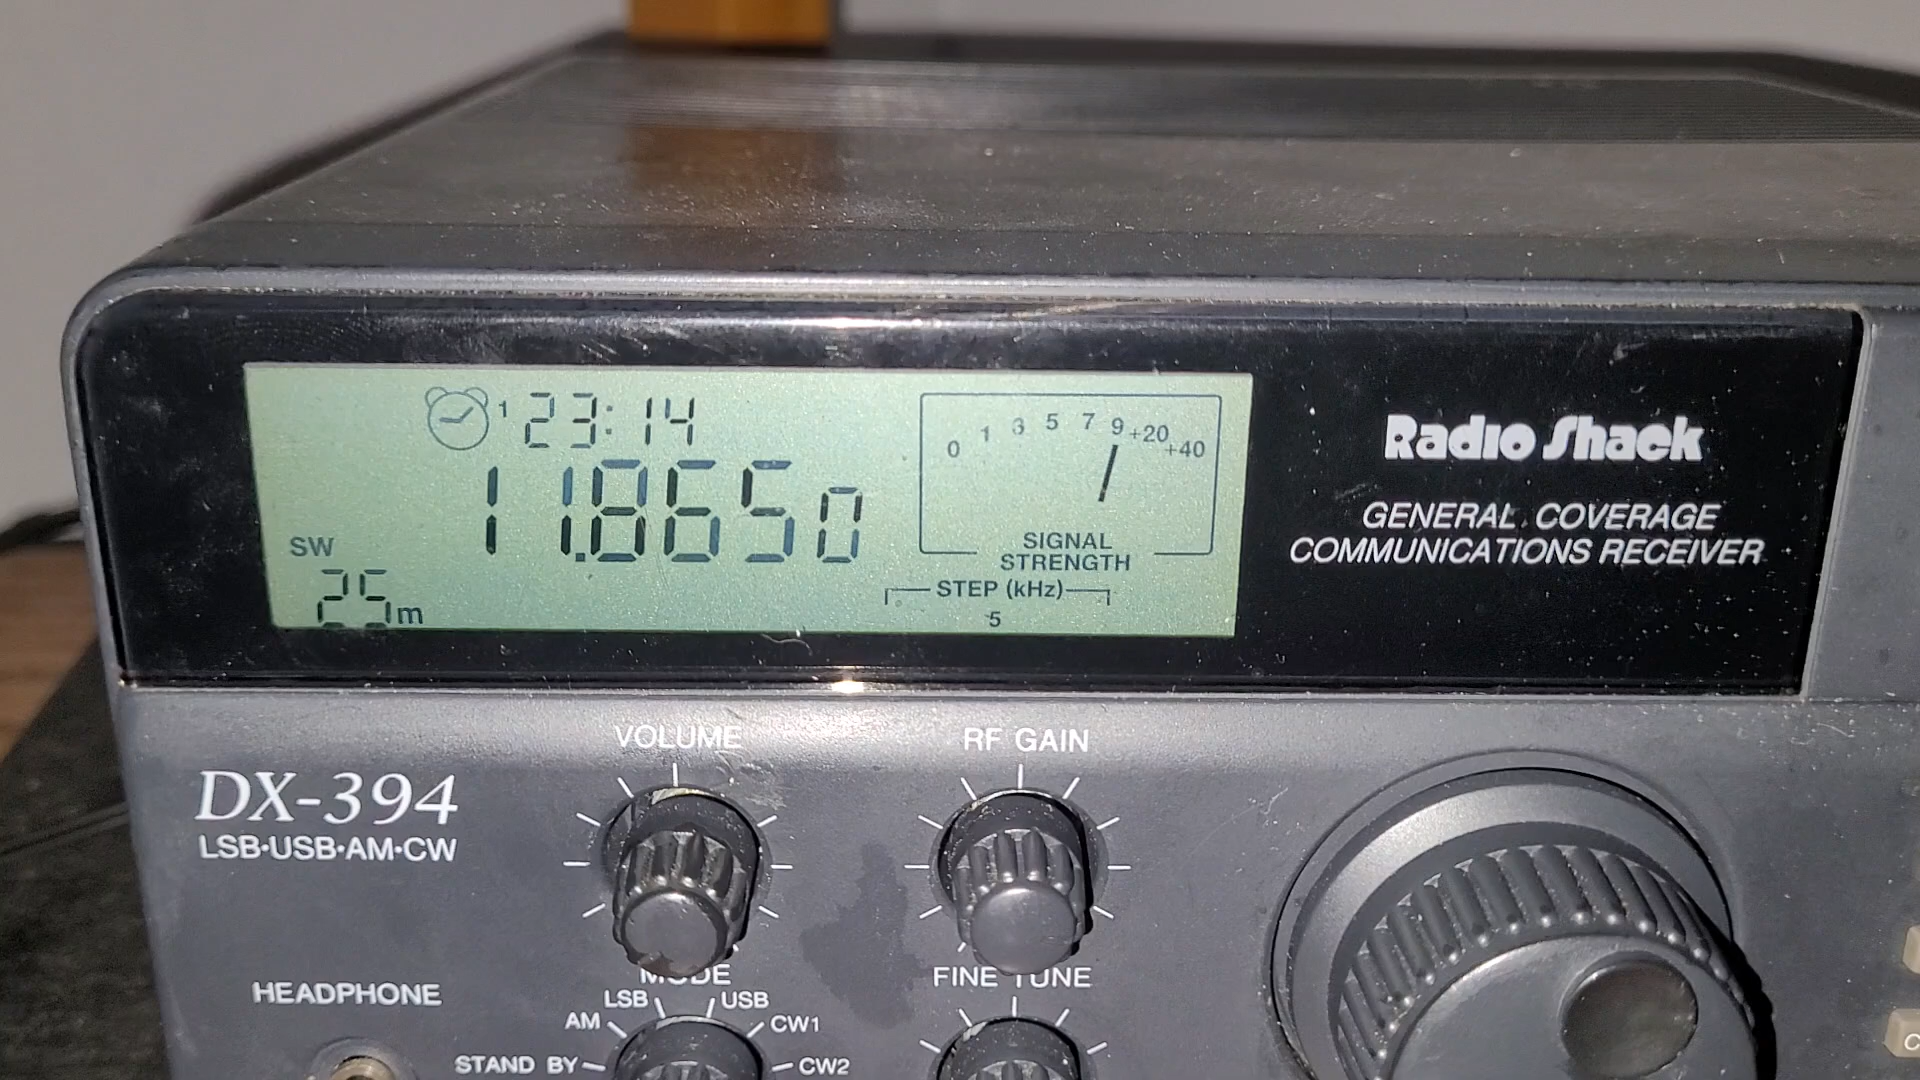 1 23:14
11.8650
SW
25m
0 1 3 5 7 9 +20 +40
SIGNAL
STRENGTH
STEP (kHz)
5
Radio Shack
GENERAL COVERAGE
COMMUNICATIONS RECEIVER
DX-394
LSB·USB·AM·CW
VOLUME
RF GAIN
HEADPHONE
MODE
FINE TUNE
LSB USB
AM CW1
STAND BY CW2
C